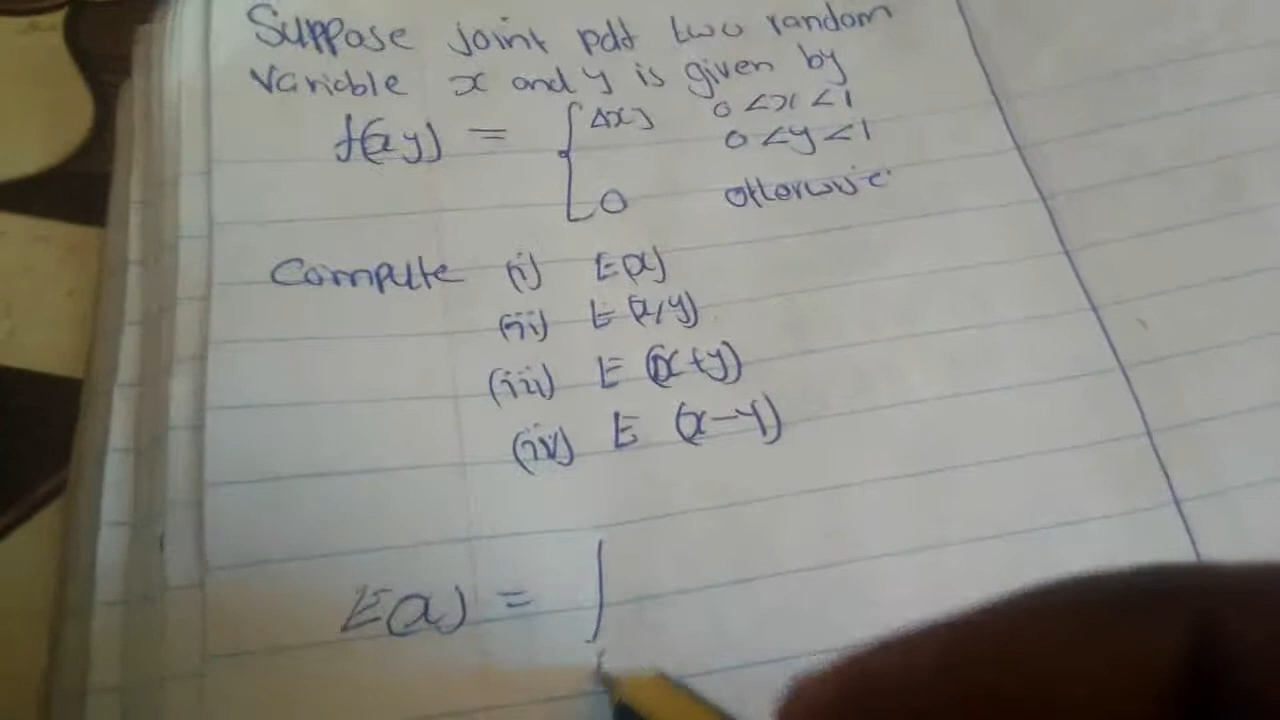 Suppose joint pdf two random
Variable x and y is given by
f(x y) = { 4xy 0 < x < 1
0 < y < 1
0 otherwise
Compute (i) E(x)
(ii) E(x,y)
(iii) E (x+y)
(iv) E (x-y)
E(x) = ∫